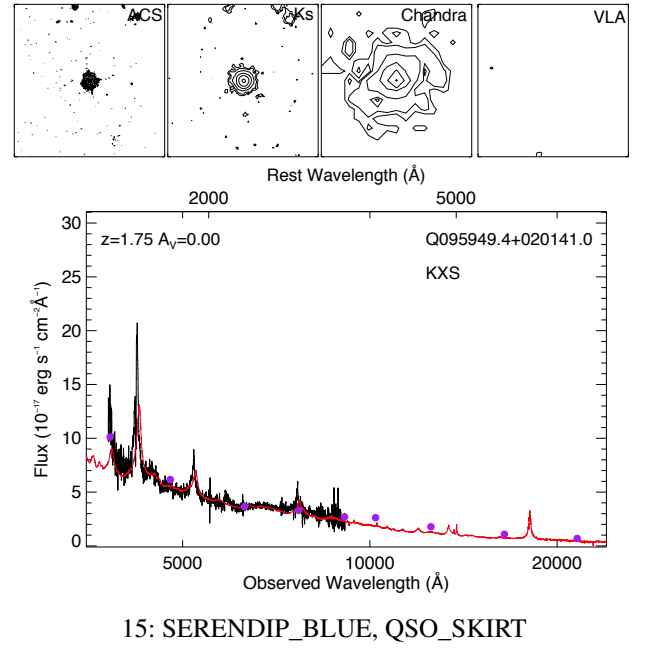 ACS Ks Chandra VLA
Rest Wavelength (Å)
2000 5000
30
25
20
15
10
5
0
Flux (10⁻¹⁷ erg s⁻¹ cm⁻²Å⁻¹)
z=1.75 A_V=0.00 Q095949.4+020141.0
KXS
5000 10000 20000
Observed Wavelength (Å)
15: SERENDIP_BLUE, QSO_SKIRT